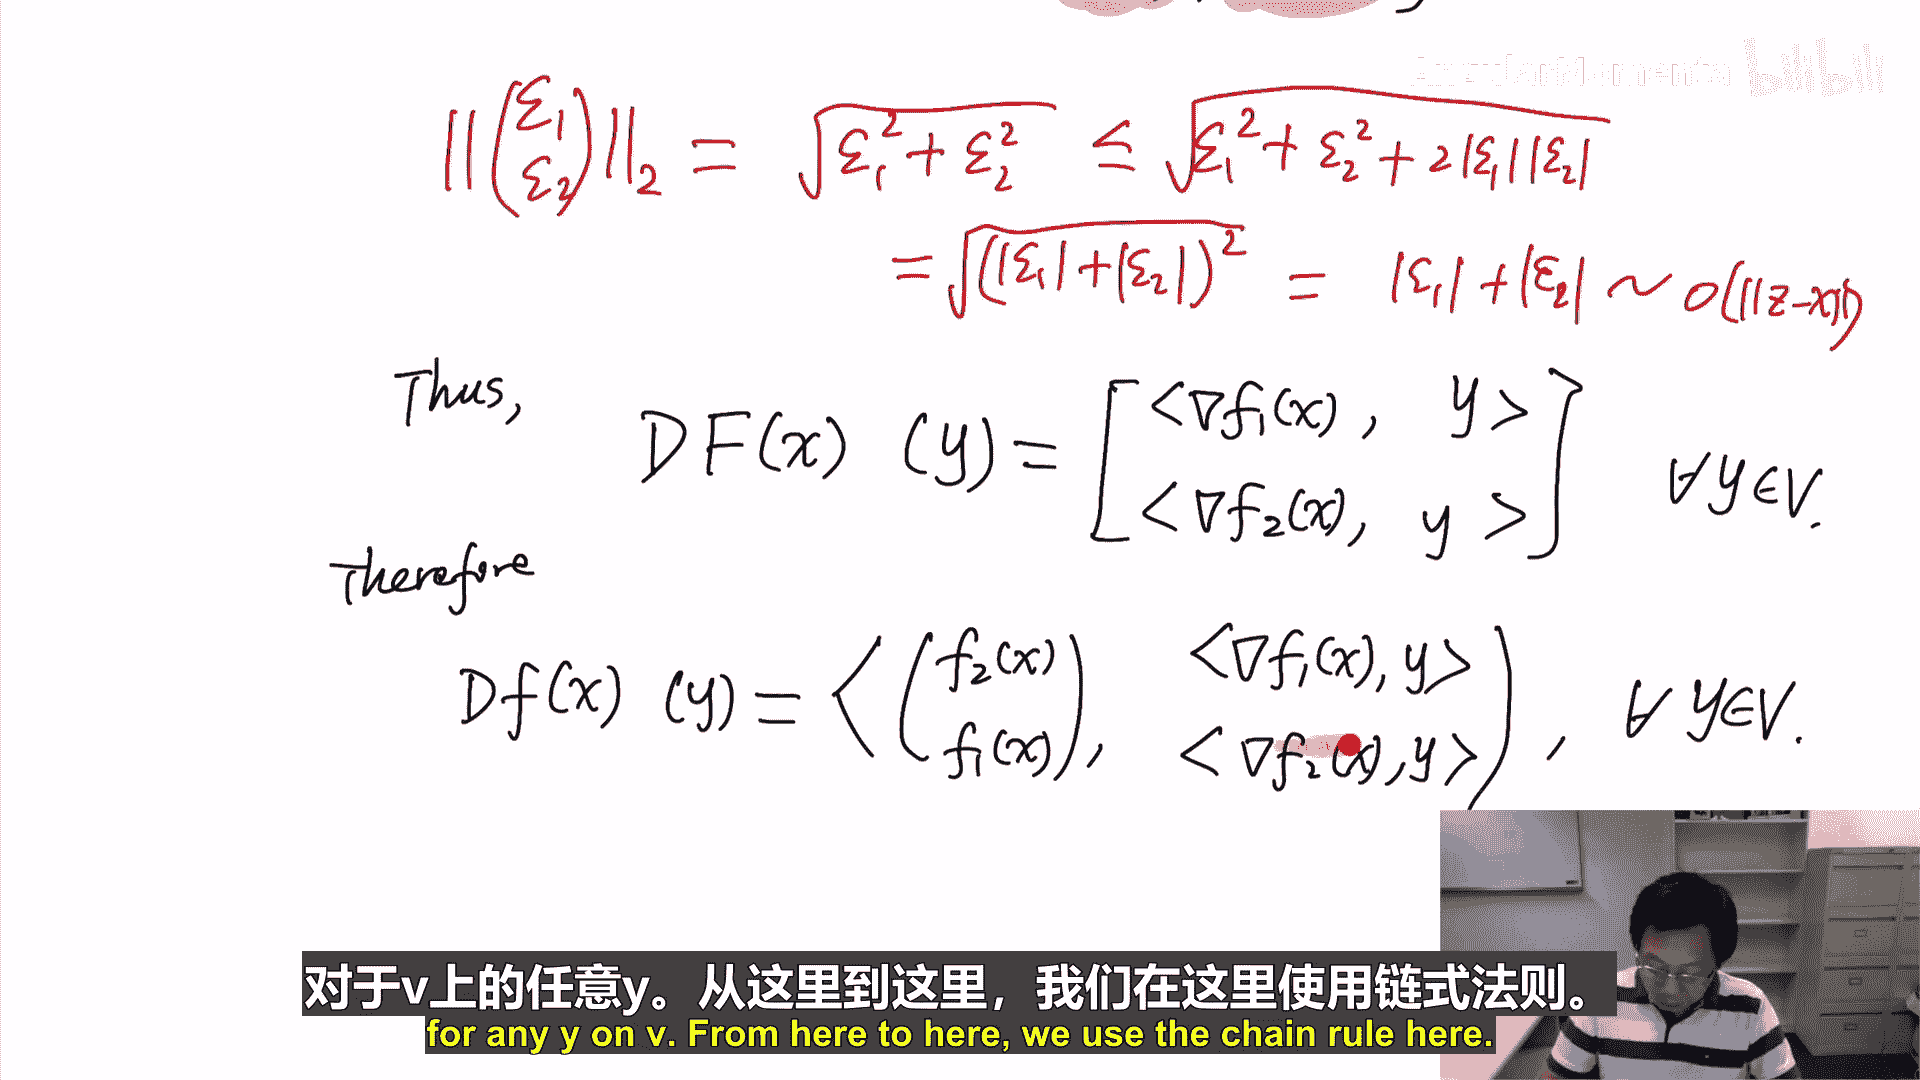 bilibili
||(ε₁ ε₂)||₂ = √(ε₁² + ε₂²) ≤ √(ε₁² + ε₂² + 2|ε₁||ε₂|)
= √((|ε₁| + |ε₂|)²) = |ε₁| + |ε₂| ~ o(||z-x||)
Thus, DF(x) (y) = [<∇f₁(x), y> <∇f₂(x), y>] ∀ y ∈ V.
Therefore
Df(x) (y) = <(f₂(x) f₁(x)), <∇f₁(x), y> <∇f₂(x), y>), ∀ y ∈ V.
对于v上的任意y。从这里到这里，我们在这里使用链式法则。
for any y on v. From here to here, we use the chain rule here.